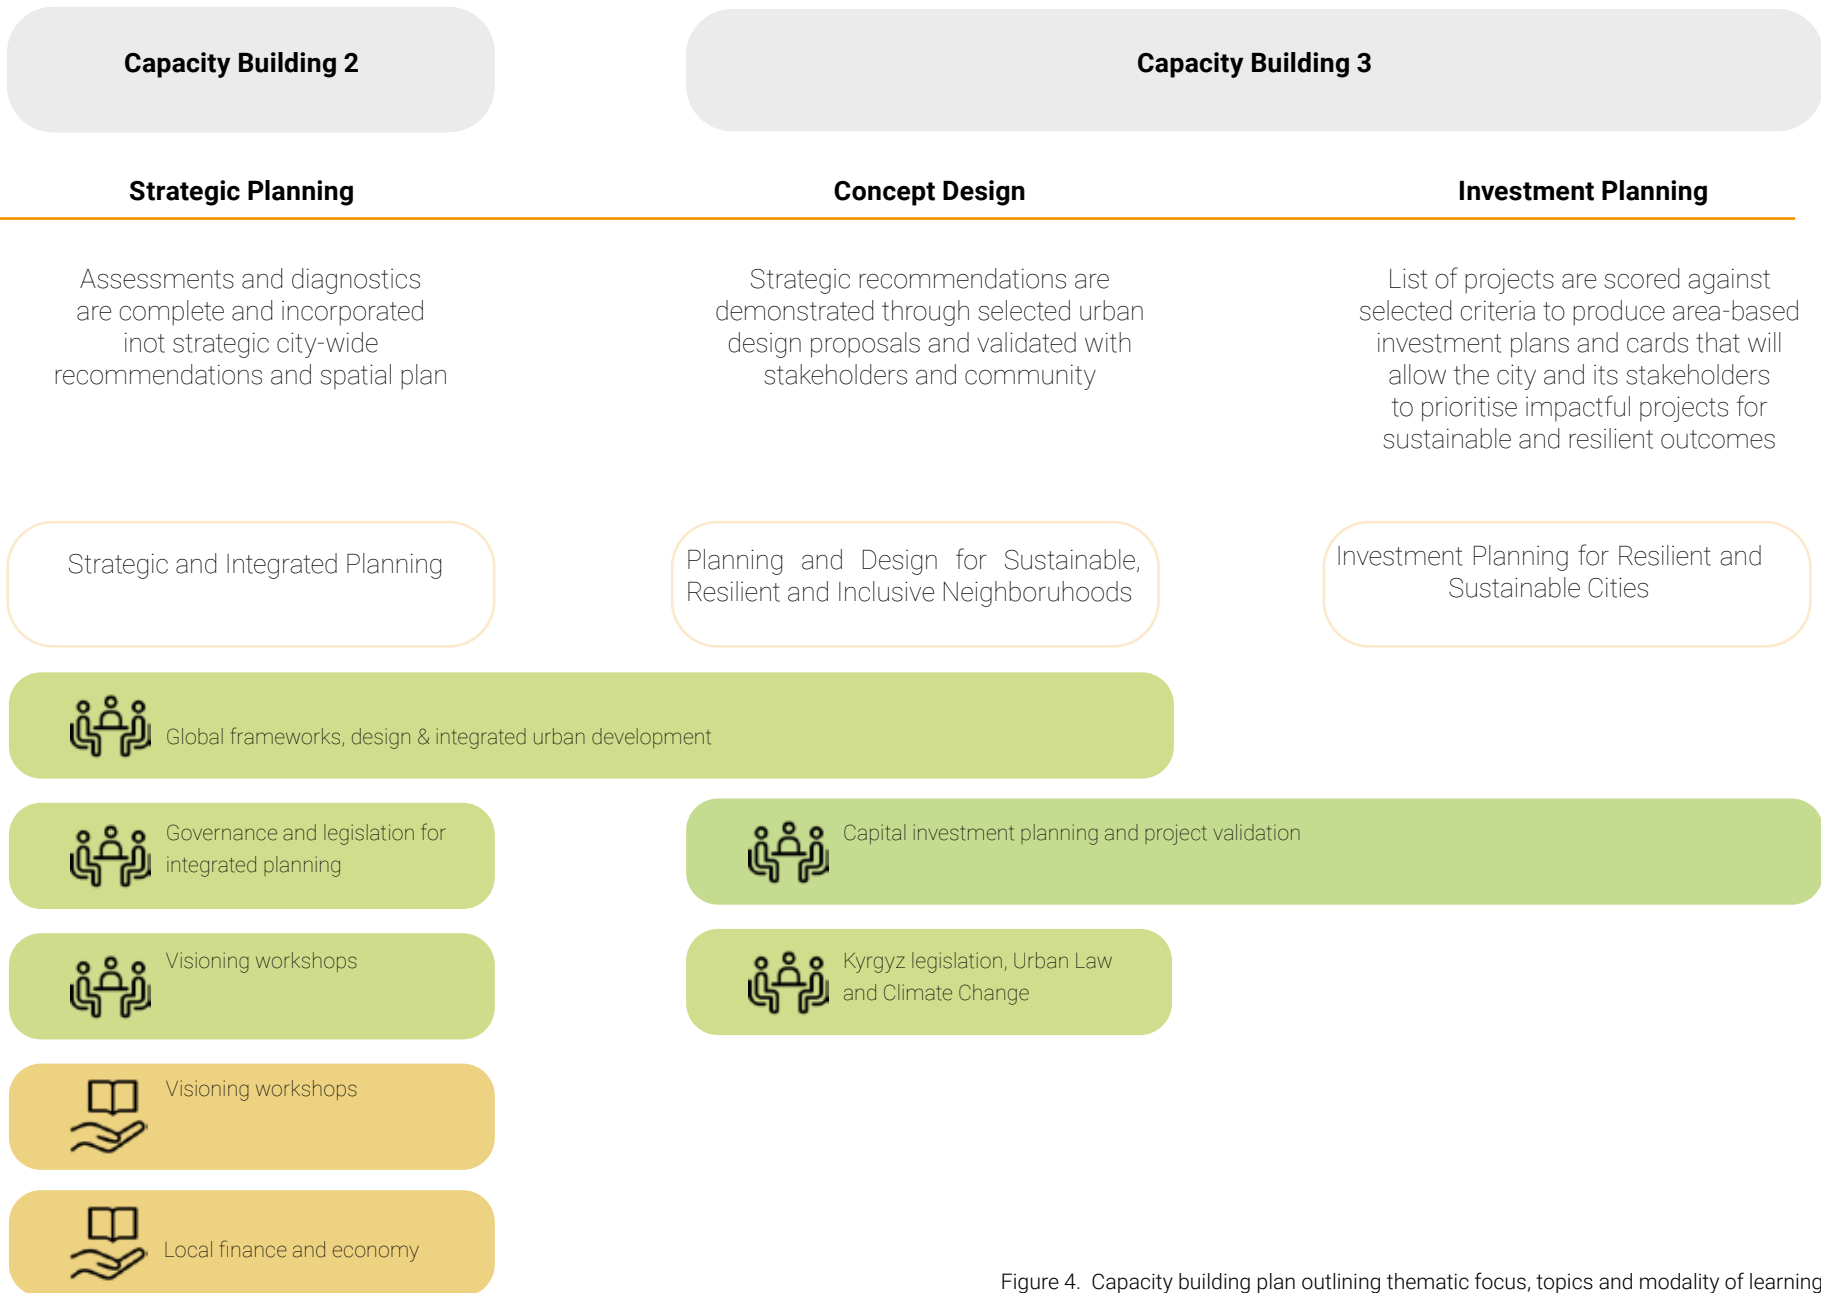 Capacity Building 2
Capacity Building 3
Strategic Planning
Concept Design
Investment Planning
Assessments and diagnostics
are complete and incorporated
inot strategic city-wide
recommendations and spatial plan
Strategic recommendations are
demonstrated through selected urban
design proposals and validated with
stakeholders and community
List of projects are scored against
selected criteria to produce area-based
investment plans and cards that will
allow the city and its stakeholders
to prioritise impactful projects for
sustainable and resilient outcomes
Strategic and Integrated Planning
Planning and Design for Sustainable,
Resilient and Inclusive Neighboruhoods
Investment Planning for Resilient and
Sustainable Cities
Global frameworks, design & integrated urban development
Governance and legislation for
integrated planning
Capital investment planning and project validation
Visioning workshops
Kyrgyz legislation, Urban Law
and Climate Change
Visioning workshops
Local finance and economy
Figure 4. Capacity building plan outlining thematic focus, topics and modality of learning